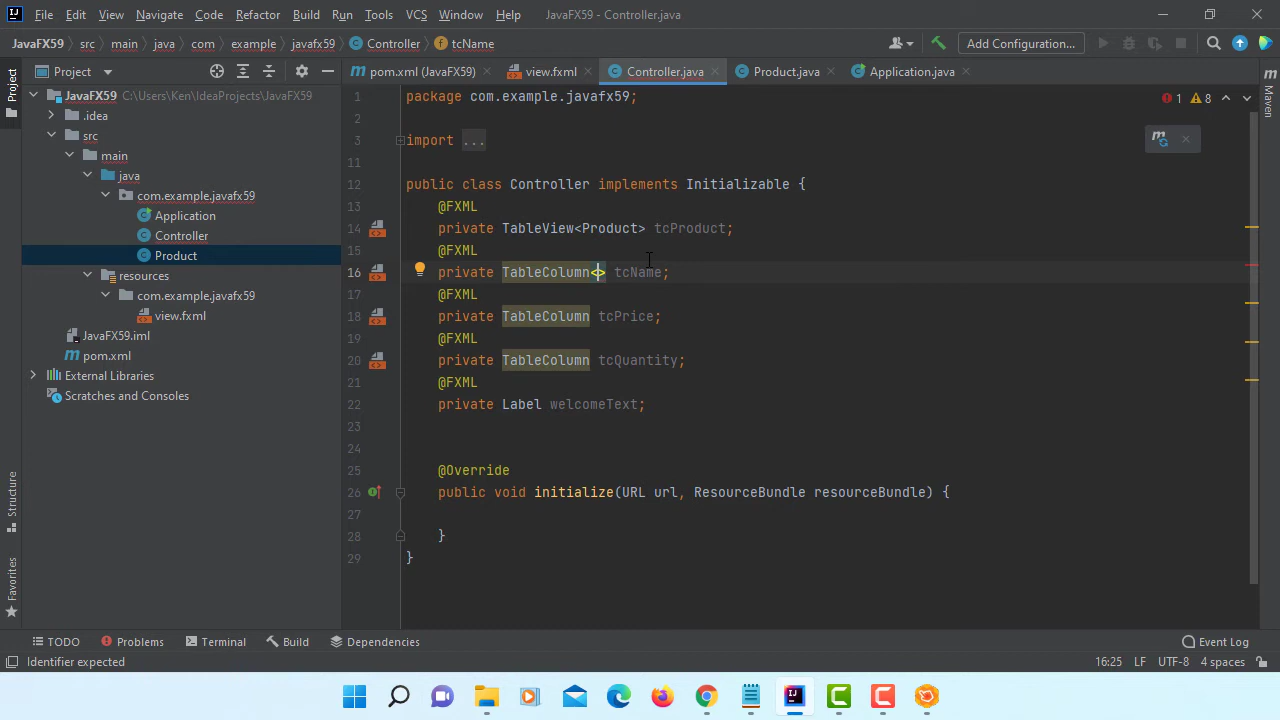 File Edit View Navigate Code Refactor Build Run Tools VCS Window Help JavaFX59 - Controller.java
JavaFX59 src main java com example javafx59 Controller tcName Add Configuration...
Project
Project pom.xml (JavaFX59) view.fxml Controller.java Product.java Application.java
Maven
JavaFX59 C:\Users\Ken\IdeaProjects\JavaFX59
.idea
src
main
java
com.example.javafx59
Application
Controller
Product
resources
com.example.javafx59
view.fxml
JavaFX59.iml
pom.xml
External Libraries
Scratches and Consoles
Structure
Favorites
1 package com.example.javafx59; 1 8
2
3 import ...
11
12 public class Controller implements Initializable {
13 @FXML
14 private TableView<Product> tcProduct;
15 @FXML
16 private TableColumn<> tcName;
17 @FXML
18 private TableColumn tcPrice;
19 @FXML
20 private TableColumn tcQuantity;
21 @FXML
22 private Label welcomeText;
23
24
25 @Override
26 public void initialize(URL url, ResourceBundle resourceBundle) {
27
28 }
29 }
TODO Problems Terminal Build Dependencies Event Log
Identifier expected 16:25 LF UTF-8 4 spaces